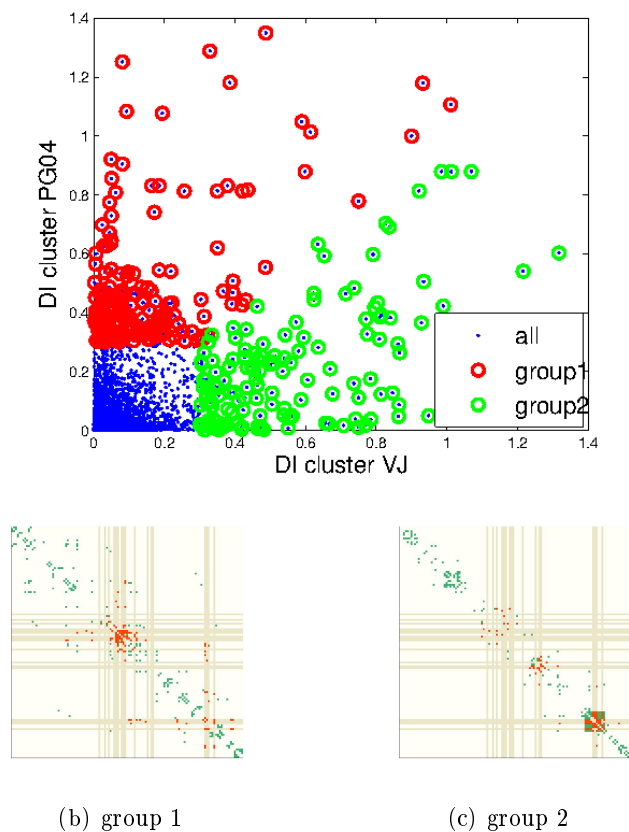 1.4
1.2
1
0.8
0.6
0.4
0.2
0
DI cluster PG04
0 0.2 0.4 0.6 0.8 1 1.2 1.4
DI cluster VJ
all
group1
group2
(b) group 1
(c) group 2